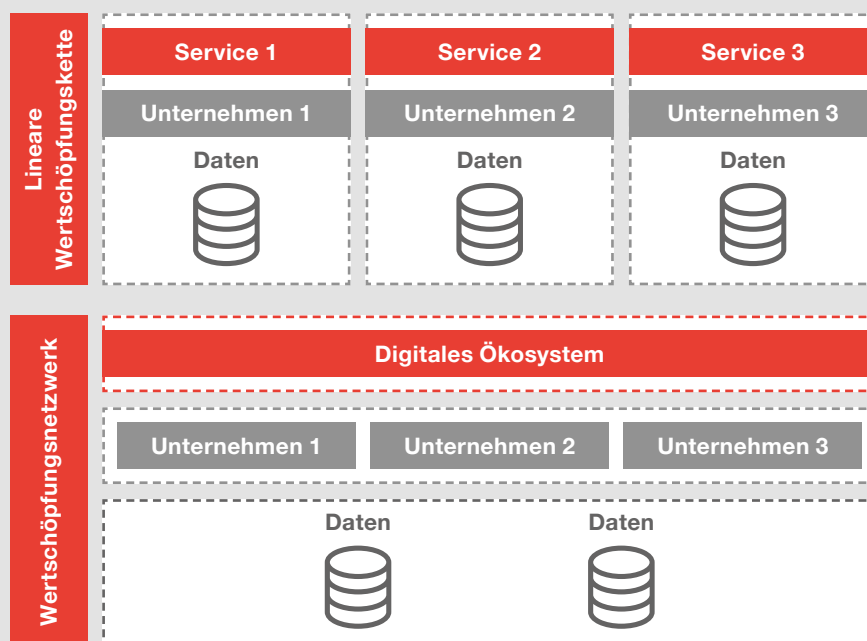 Lineare
Wertschöpfungskette
Service 1
Service 2
Service 3
Unternehmen 1
Unternehmen 2
Unternehmen 3
Daten
Daten
Daten
Wertschöpfungsnetzwerk
Digitales Ökosystem
Unternehmen 1
Unternehmen 2
Unternehmen 3
Daten
Daten